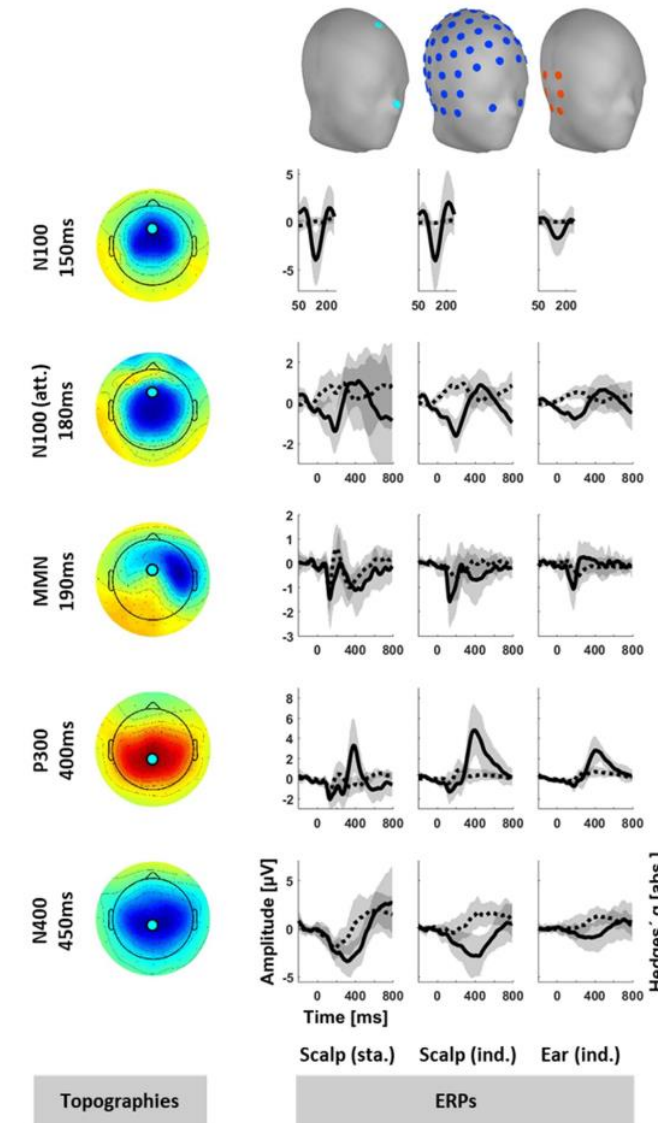 N100
150ms
5
0
-5
50 200
50 200
50 200
N100 (att.)
180ms
2
0
-2
0 400 800
0 400 800
0 400 800
MMN
190ms
2
1
0
-1
-2
-3
0 400 800
0 400 800
0 400 800
P300
400ms
8
6
4
2
0
-2
0 400 800
0 400 800
0 400 800
N400
450ms
Amplitude [µV]
5
0
-5
0 400 800
0 400 800
0 400 800
Time [ms]
Hedges´ g [abs.]
Scalp (sta.) Scalp (ind.) Ear (ind.)
Topographies ERPs